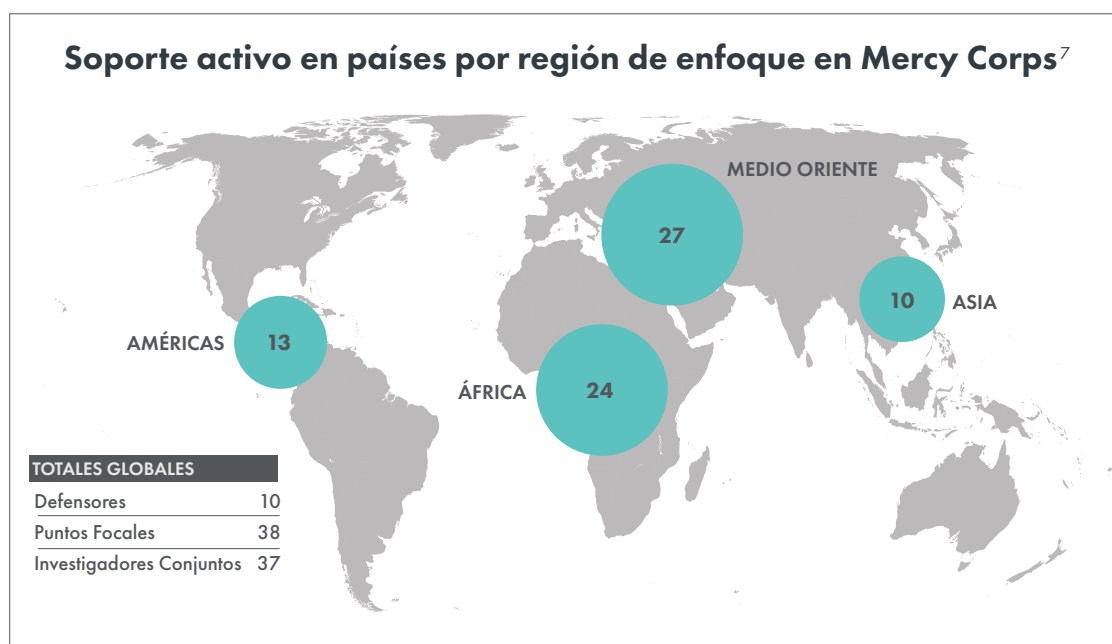 Soporte activo en países por región de enfoque en Mercy Corps7
MEDIO ORIENTE
27
10 ASIA
AMÉRICAS 13
ÁFRICA 24
TOTALES GLOBALES
Defensores 10
Puntos Focales 38
Investigadores Conjuntos 37